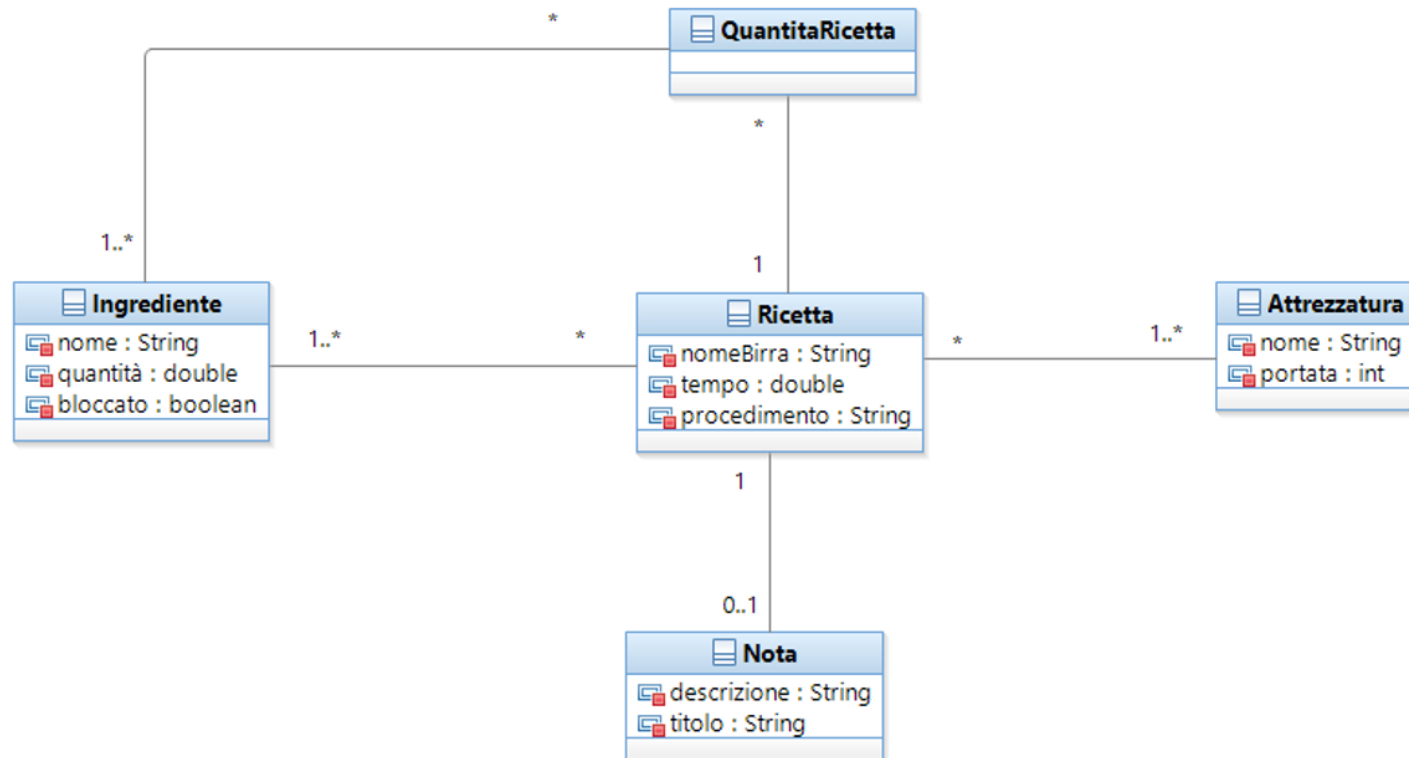 *
QuantitaRicetta
*
1..*
1
Ingrediente
nome : String
quantità : double
bloccato : boolean
1..*
*
Ricetta
nomeBirra : String
tempo : double
procedimento : String
*
1..*
Attrezzatura
nome : String
portata : int
1
0..1
Nota
descrizione : String
titolo : String